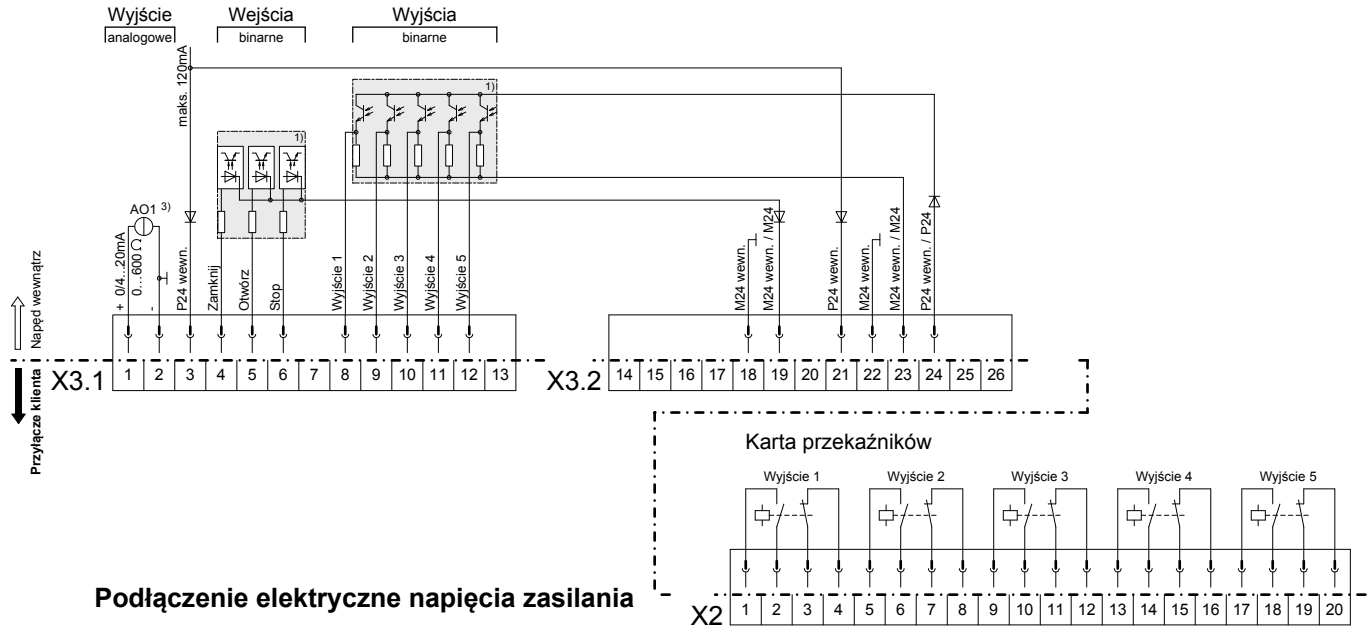 Wyjście
analogowe
Wejścia
binarne
Wyjścia
binarne
maks. 120mA
1)
1)
AO1 3)
+ 0/4...20mA
0...600 Ω
-
P24 wewn.
Zamknij
Otwórz
Stop
Wyjście 1
Wyjście 2
Wyjście 3
Wyjście 4
Wyjście 5
M24 wewn.
M24 wewn. / M24
P24 wewn.
M24 wewn.
M24 wewn. / M24
P24 wewn. / P24
Napęd wewnątrz
Przyłącze klienta
X3.1 1 2 3 4 5 6 7 8 9 10 11 12 13
X3.2 14 15 16 17 18 19 20 21 22 23 24 25 26
Karta przekaźników
Wyjście 1 Wyjście 2 Wyjście 3 Wyjście 4 Wyjście 5
Podłączenie elektryczne napięcia zasilania
X2 1 2 3 4 5 6 7 8 9 10 11 12 13 14 15 16 17 18 19 20